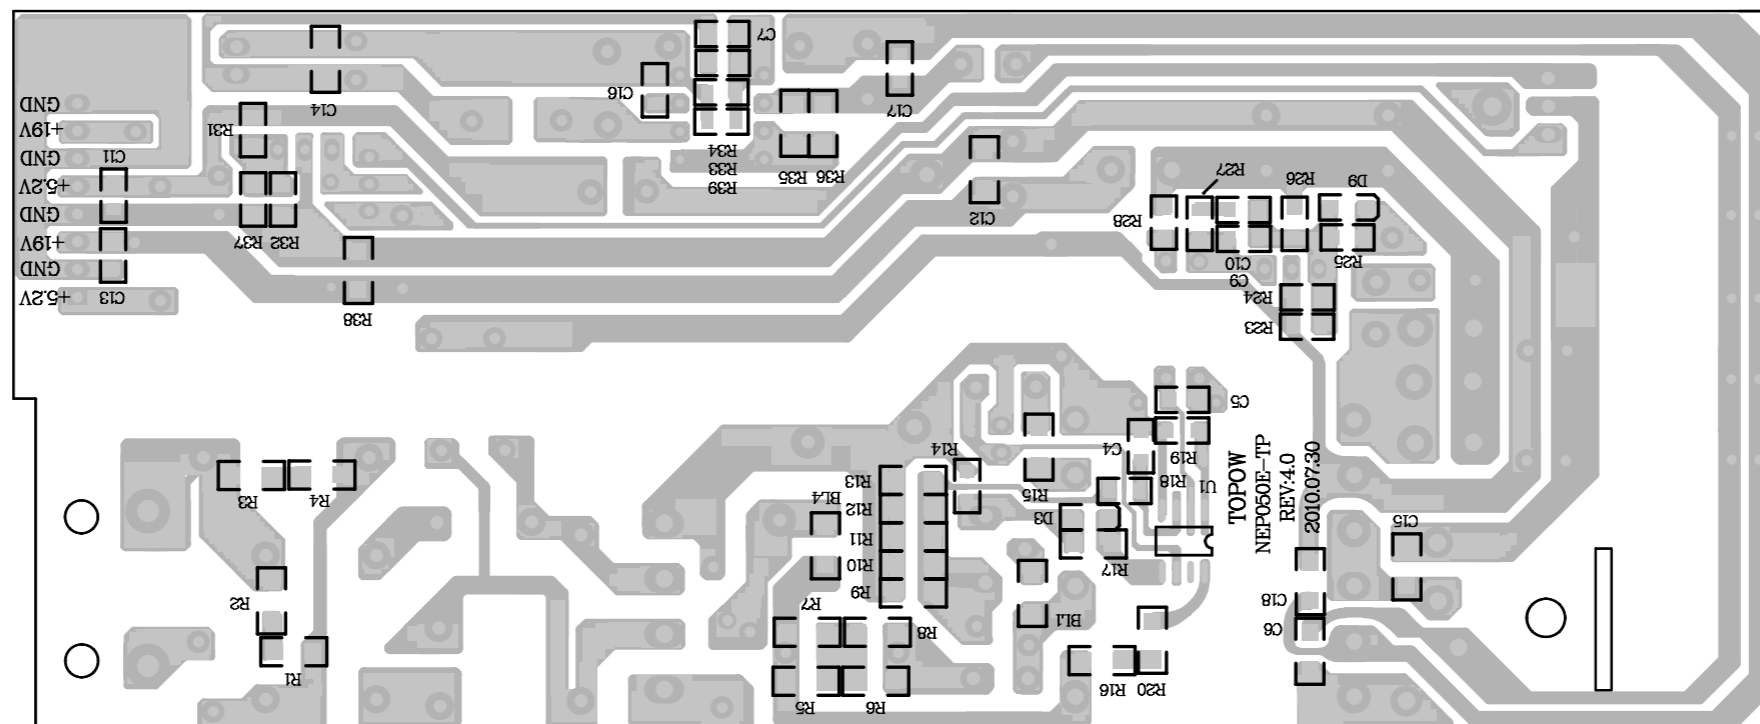 C7
C14
C16
C17
GND
+19V
R31
GND
C11
R34
R33
R39
R35
R36
+5.2V
GND
+19V
GND
+5.2V
C13
R37
R32
R38
C12
R27
R26
D9
R28
C10
C9
R25
R24
R23
C5
C4
R19
R18
U1
R14
R15
R13
R12
R11
R10
R9
BL4
D3
R17
R3
R4
R2
R1
R7
R8
R5
R6
BL1
R16
R20
TOPOW
NEP050E-TP
REV:4.0
2010.07.30
C15
C18
C6